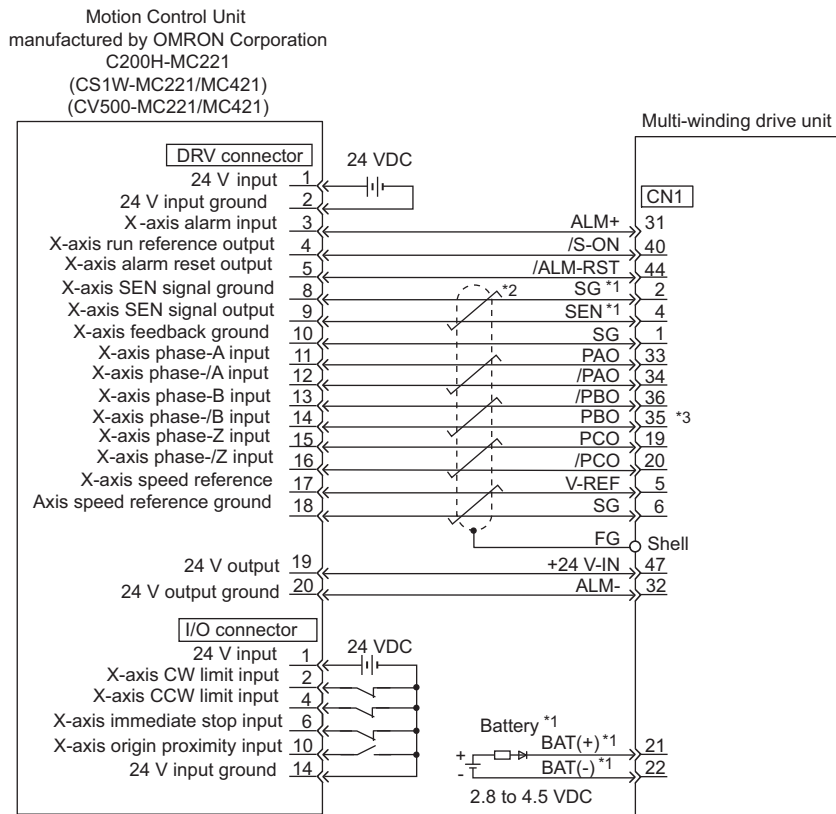 Motion Control Unit
manufactured by OMRON Corporation
C200H-MC221
(CS1W-MC221/MC421)
(CV500-MC221/MC421)
Multi-winding drive unit
DRV connector
24 VDC
CN1
24 V input 1
24 V input ground 2
X-axis alarm input 3 ALM+ 31
X-axis run reference output 4 /S-ON 40
X-axis alarm reset output 5 /ALM-RST 44
X-axis SEN signal ground 8 *2 SG *1 2
X-axis SEN signal output 9 SEN *1 4
X-axis feedback ground 10 SG 1
X-axis phase-A input 11 PAO 33
X-axis phase-/A input 12 /PAO 34
X-axis phase-B input 13 /PBO 36
X-axis phase-/B input 14 PBO 35 *3
X-axis phase-Z input 15 PCO 19
X-axis phase-/Z input 16 /PCO 20
X-axis speed reference 17 V-REF 5
Axis speed reference ground 18 SG 6
FG Shell
24 V output 19 +24 V-IN 47
24 V output ground 20 ALM- 32
I/O connector
24 VDC
24 V input 1
X-axis CW limit input 2
X-axis CCW limit input 4
X-axis immediate stop input 6
X-axis origin proximity input 10
24 V input ground 14
Battery *1
+ BAT(+) *1 21
- BAT(-) *1 22
2.8 to 4.5 VDC